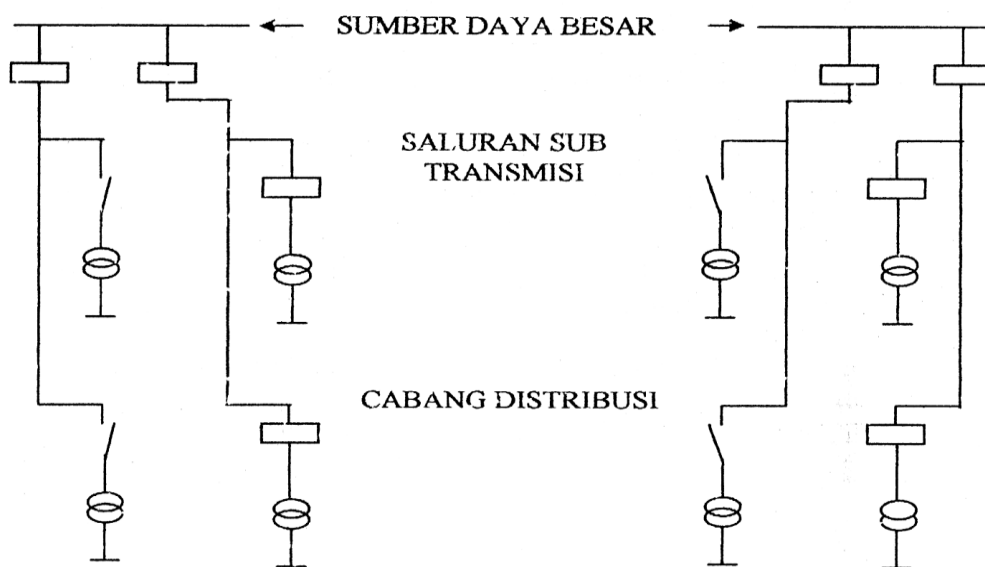 SUMBER DAYA BESAR
SALURAN SUB
TRANSMISI
CABANG DISTRIBUSI